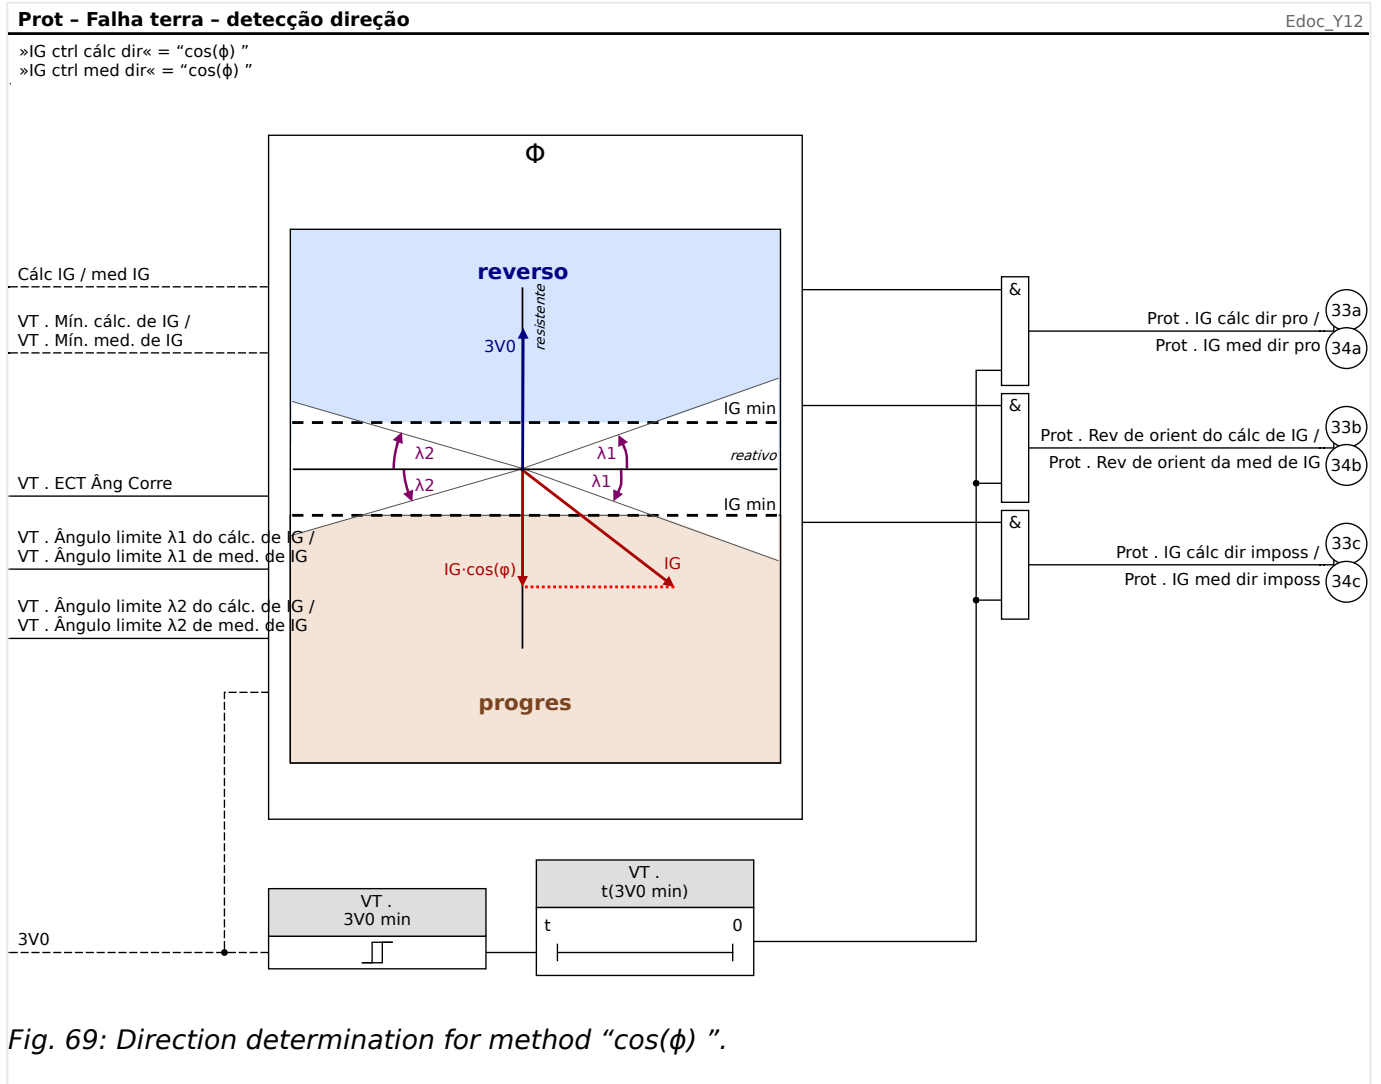 Prot – Falha terra – detecção direção
Edoc_Y12
»IG ctrl cálc dir« = “cos(ϕ) ”
»IG ctrl med dir« = “cos(ϕ) ”
Φ
reverso
resistente
3V0
Cálc IG / med IG
VT . Mín. cálc. de IG /
VT . Mín. med. de IG
IG min
λ2
λ1
reativo
λ2
λ1
IG min
VT . ECT Âng Corre
VT . Ângulo limite λ1 do cálc. de IG /
VT . Ângulo limite λ1 de med. de IG
IG·cos(φ)
IG
VT . Ângulo limite λ2 do cálc. de IG /
VT . Ângulo limite λ2 de med. de IG
progres
&
Prot . IG cálc dir pro /
33a
Prot . IG med dir pro
34a
&
Prot . Rev de orient do cálc de IG /
33b
Prot . Rev de orient da med de IG
34b
&
Prot . IG cálc dir imposs /
33c
Prot . IG med dir imposs
34c
VT .
t(3V0 min)
t
0
VT .
3V0 min
3V0
Fig. 69: Direction determination for method “cos(ϕ) ”.